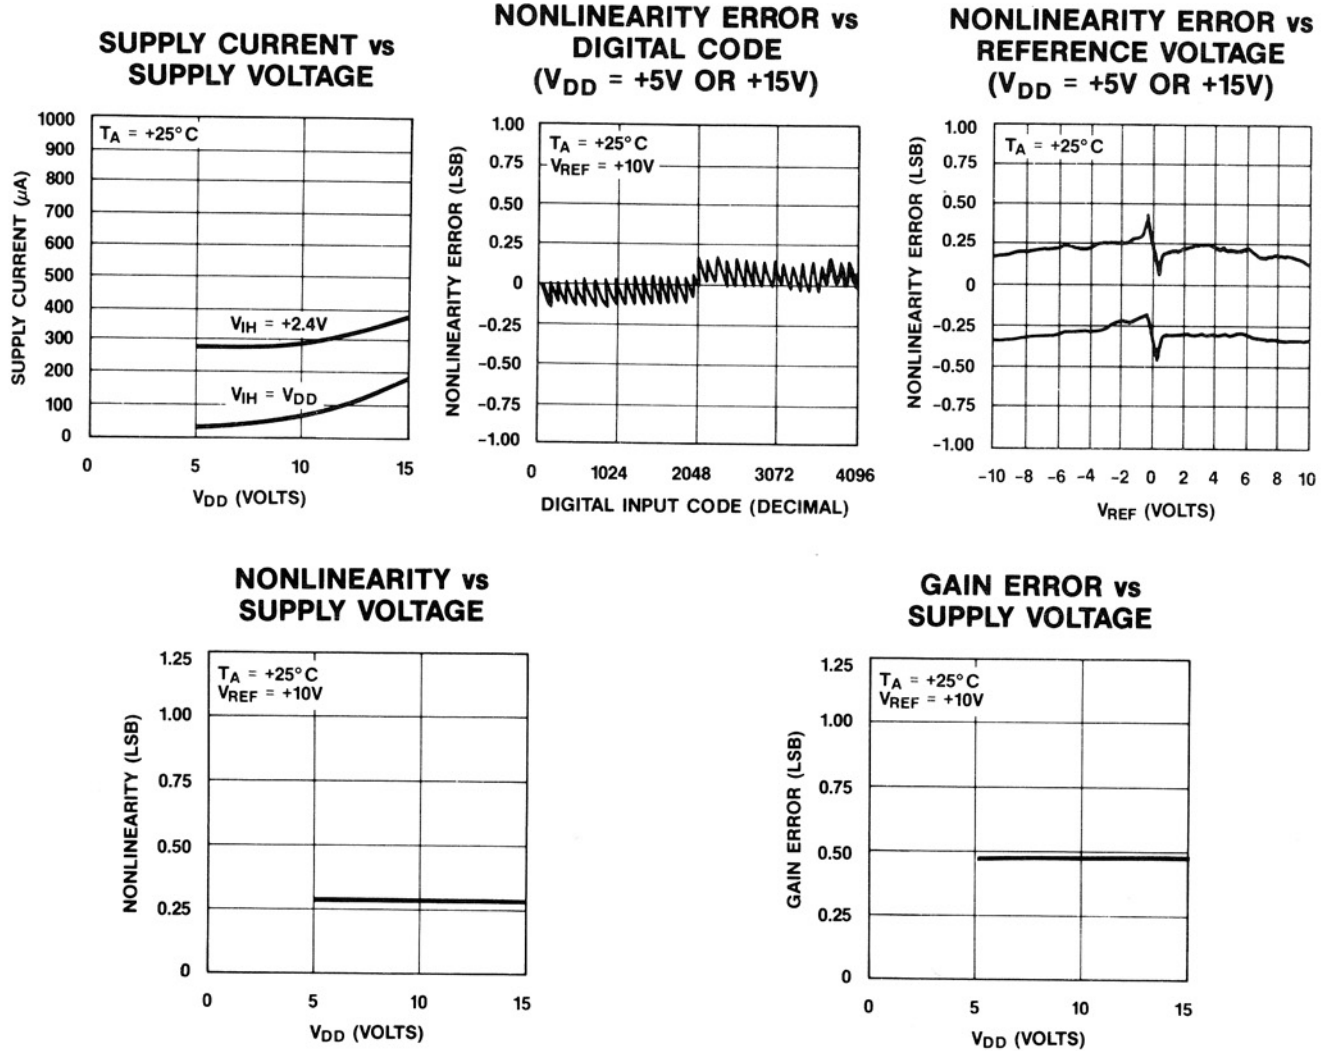 SUPPLY CURRENT vs
SUPPLY VOLTAGE
1000
900
800
700
600
500
400
300
200
100
0
SUPPLY CURRENT (μA)
TA = +25°C
VIH = +2.4V
VIH = VDD
0 5 10 15
VDD (VOLTS)
NONLINEARITY ERROR vs
DIGITAL CODE
(VDD = +5V OR +15V)
1.00
0.75
0.50
0.25
0
−0.25
−0.50
−0.75
−1.00
NONLINEARITY ERROR (LSB)
TA = +25°C
VREF = +10V
0 1024 2048 3072 4096
DIGITAL INPUT CODE (DECIMAL)
NONLINEARITY ERROR vs
REFERENCE VOLTAGE
(VDD = +5V OR +15V)
1.00
0.75
0.50
0.25
0
−0.25
−0.50
−0.75
−1.00
NONLINEARITY ERROR (LSB)
TA = +25°C
−10 −8 −6 −4 −2 0 2 4 6 8 10
VREF (VOLTS)
NONLINEARITY vs
SUPPLY VOLTAGE
1.25
1.00
0.75
0.50
0.25
0
NONLINEARITY (LSB)
TA = +25°C
VREF = +10V
0 5 10 15
VDD (VOLTS)
GAIN ERROR vs
SUPPLY VOLTAGE
1.25
1.00
0.75
0.50
0.25
0
GAIN ERROR (LSB)
TA = +25°C
VREF = +10V
0 5 10 15
VDD (VOLTS)